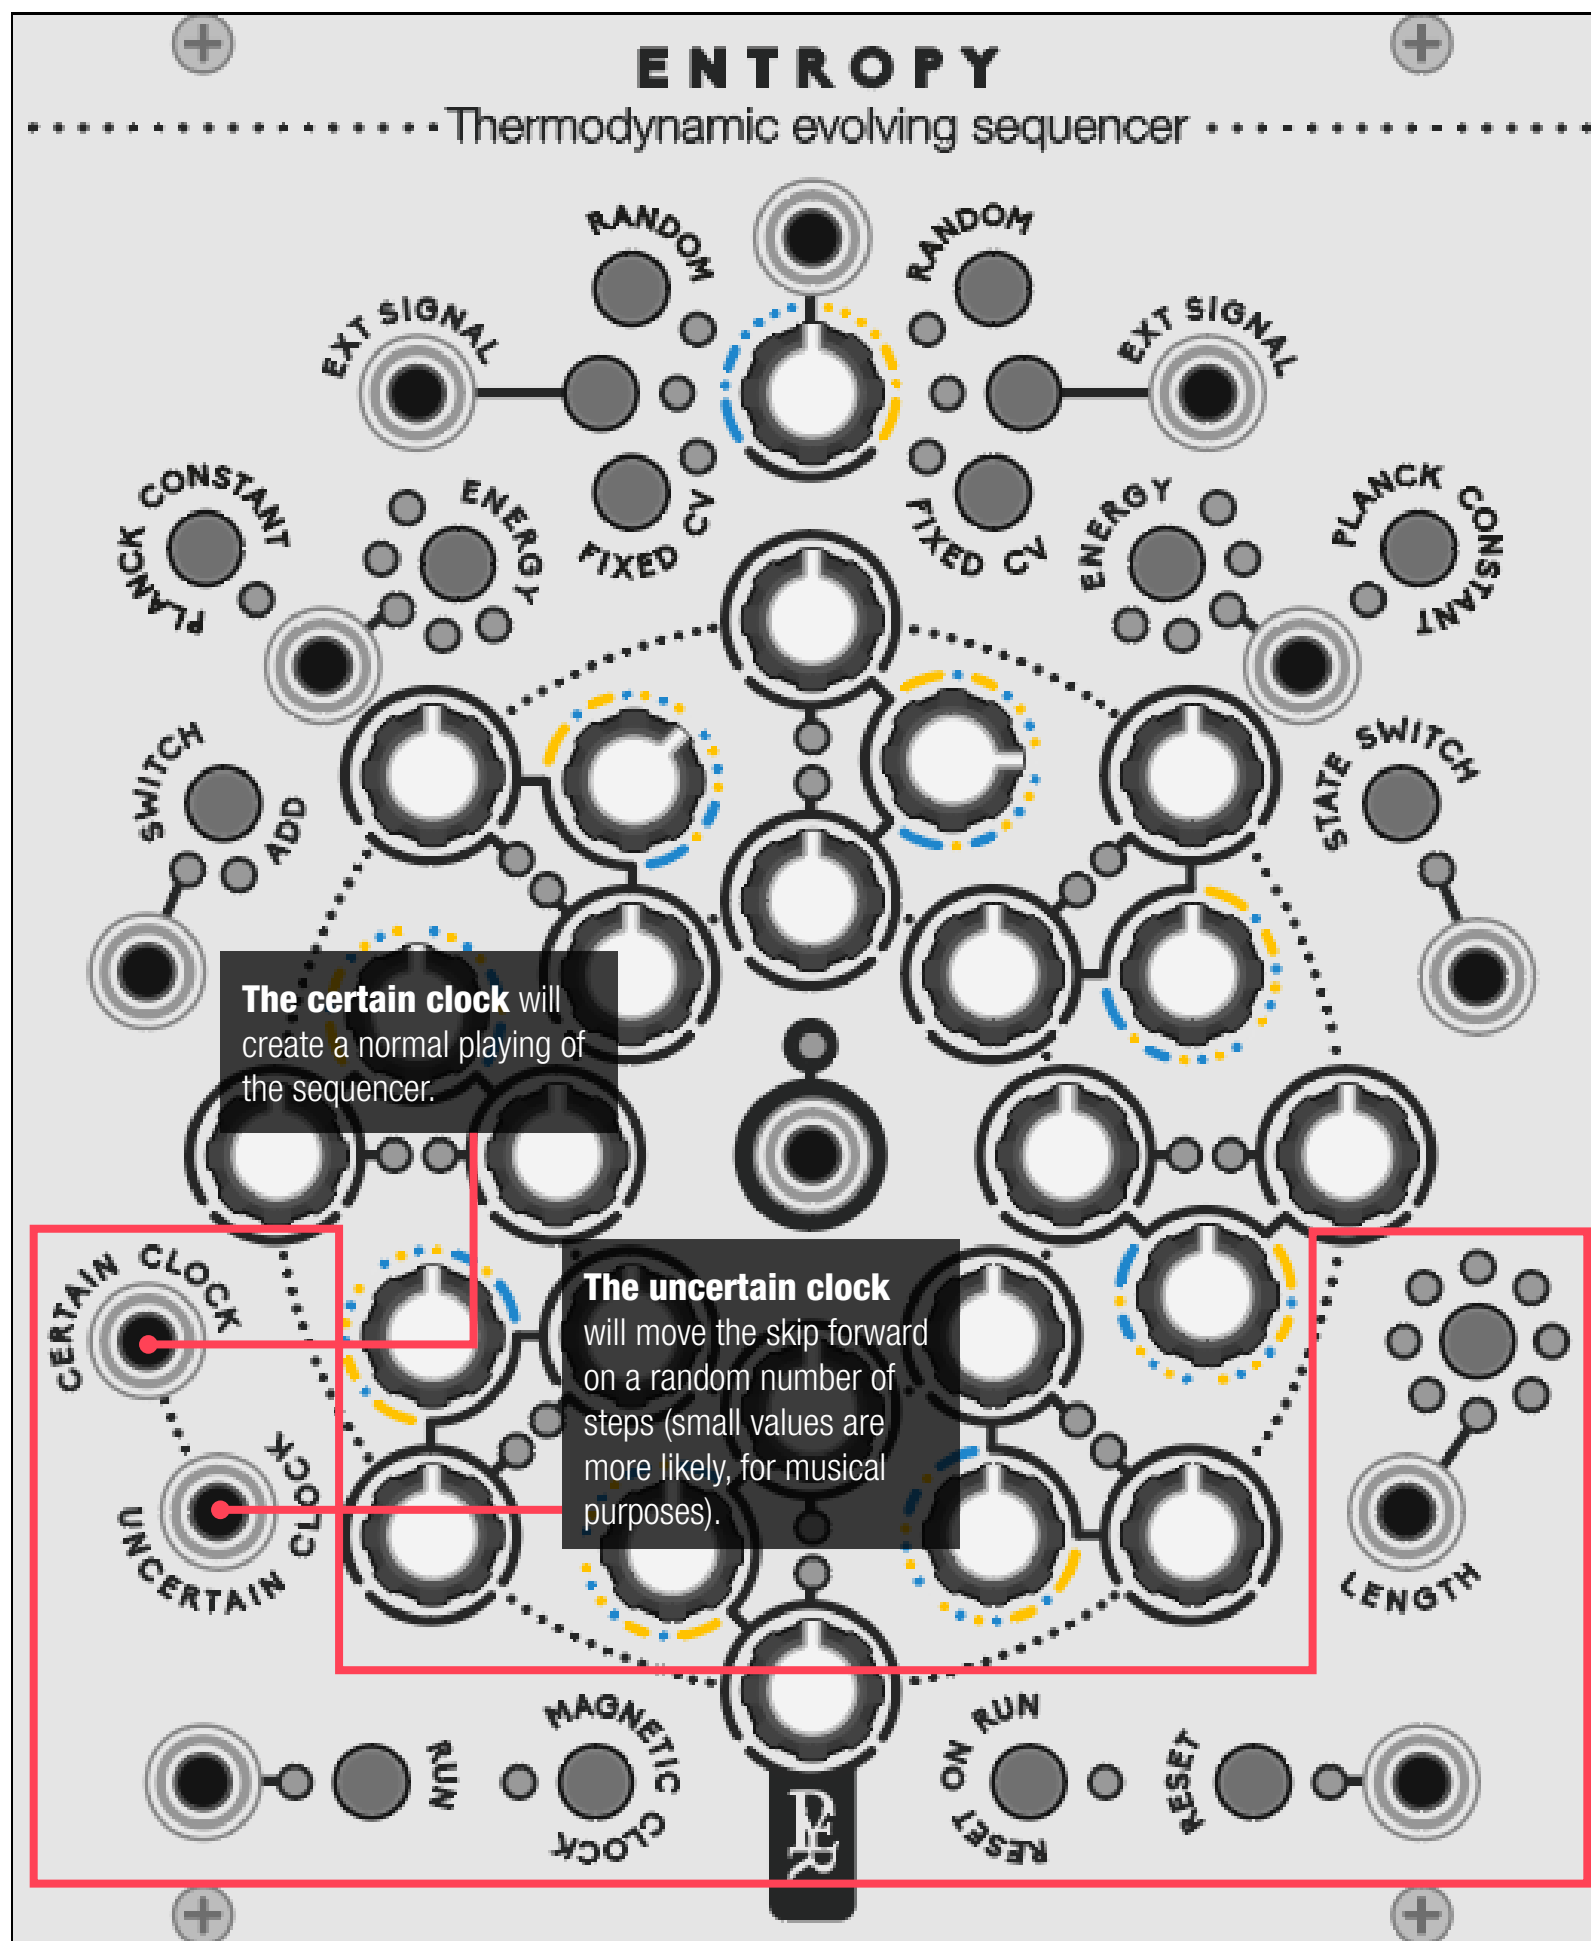 ENTROPY
Thermodynamic evolving sequencer
RANDOM
RANDOM
EXT SIGNAL
EXT SIGNAL
FIXED CV
FIXED CV
PLANCK CONSTANT
ENERGY
ENERGY
PLANCK CONSTANT
SWITCH
ADD
STATE SWITCH
The certain clock will
create a normal playing of
the sequencer.
CERTAIN CLOCK
The uncertain clock
will move the skip forward
on a random number of
steps (small values are
more likely, for musical
purposes).
UNCERTAIN CLOCK
LENGTH
RUN
MAGNETIC CLOCK
RESET ON RUN
RESET